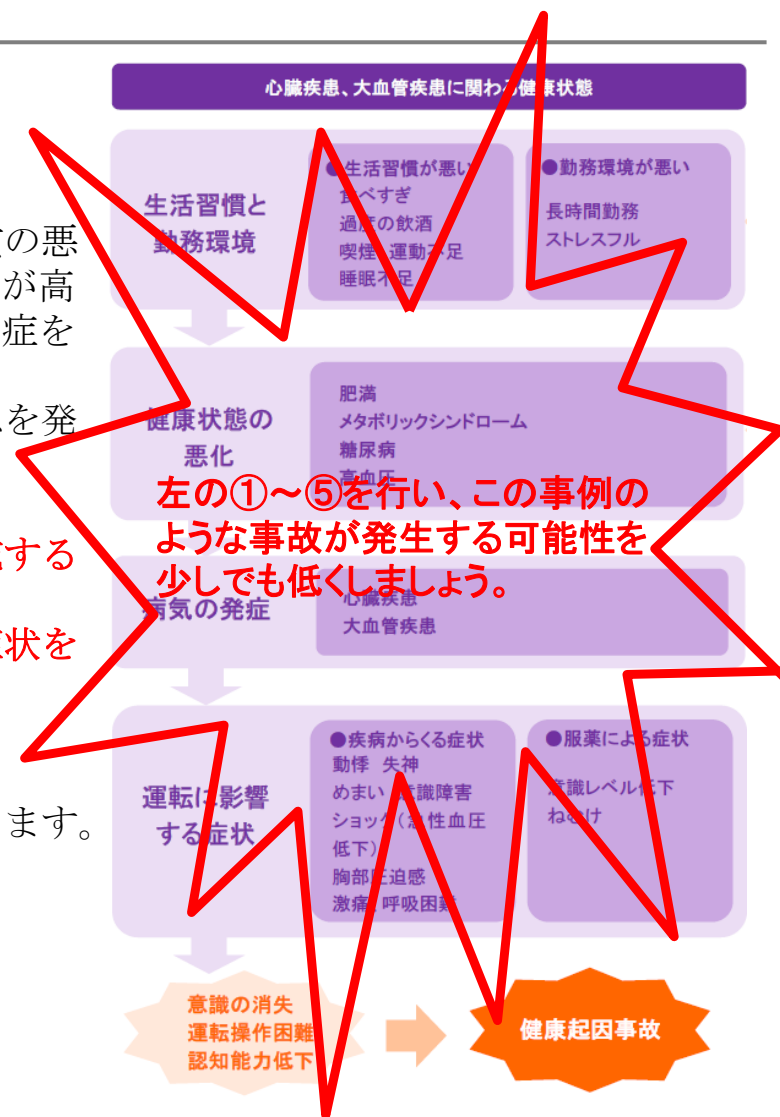 心臓疾患、大血管疾患に関わる健康状態
の悪
が高
症を
を発
する
状を
ます。
生活習慣と
勤務環境
●生活習慣が悪い
食べすぎ
過度の飲酒
喫煙 運動不足
睡眠不足
●勤務環境が悪い
長時間勤務
ストレスフル
健康状態の
悪化
肥満
メタボリックシンドローム
糖尿病
高血圧
左の①~⑤を行い、この事例の
ような事故が発生する可能性を
少しでも低くしましょう。
病気の発症
心臓疾患
大血管疾患
運転に影響
する症状
●疾病からくる症状
動悸 失神
めまい 意識障害
ショック(急性血圧
低下)
胸部圧迫感
激痛 呼吸困難
●服薬による症状
意識レベル低下
ねむけ
意識の消失
運転操作困難
認知能力低下
健康起因事故